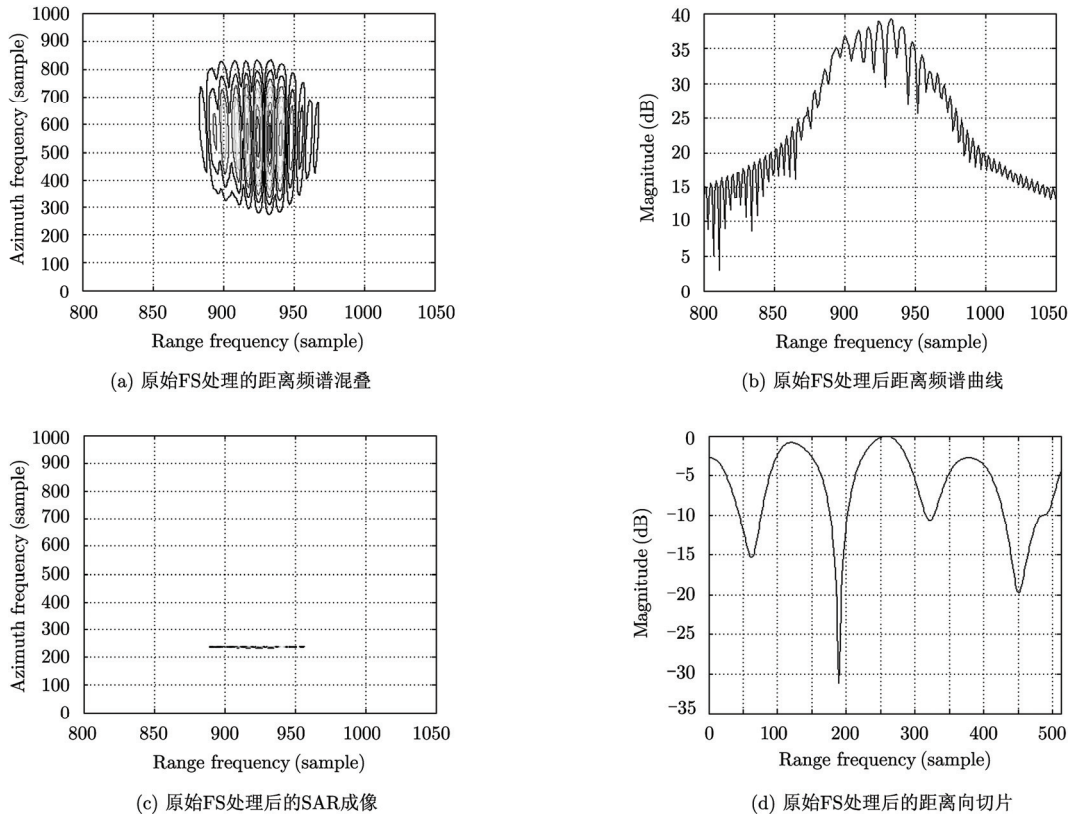 1000
900
800
700
600
500
400
300
200
100
0
Azimuth frequency (sample)
800 850 900 950 1000 1050
Range frequency (sample)
(a) 原始FS处理的距离频谱混叠
40
35
30
25
20
15
10
5
0
Magnitude (dB)
800 850 900 950 1000 1050
Range frequency (sample)
(b) 原始FS处理后距离频谱曲线
1000
900
800
700
600
500
400
300
200
100
0
Azimuth frequency (sample)
800 850 900 950 1000 1050
Range frequency (sample)
(c) 原始FS处理后的SAR成像
0
−5
−10
−15
−20
−25
−30
−35
Magnitude (dB)
0 100 200 300 400 500
Range frequency (sample)
(d) 原始FS处理后的距离向切片